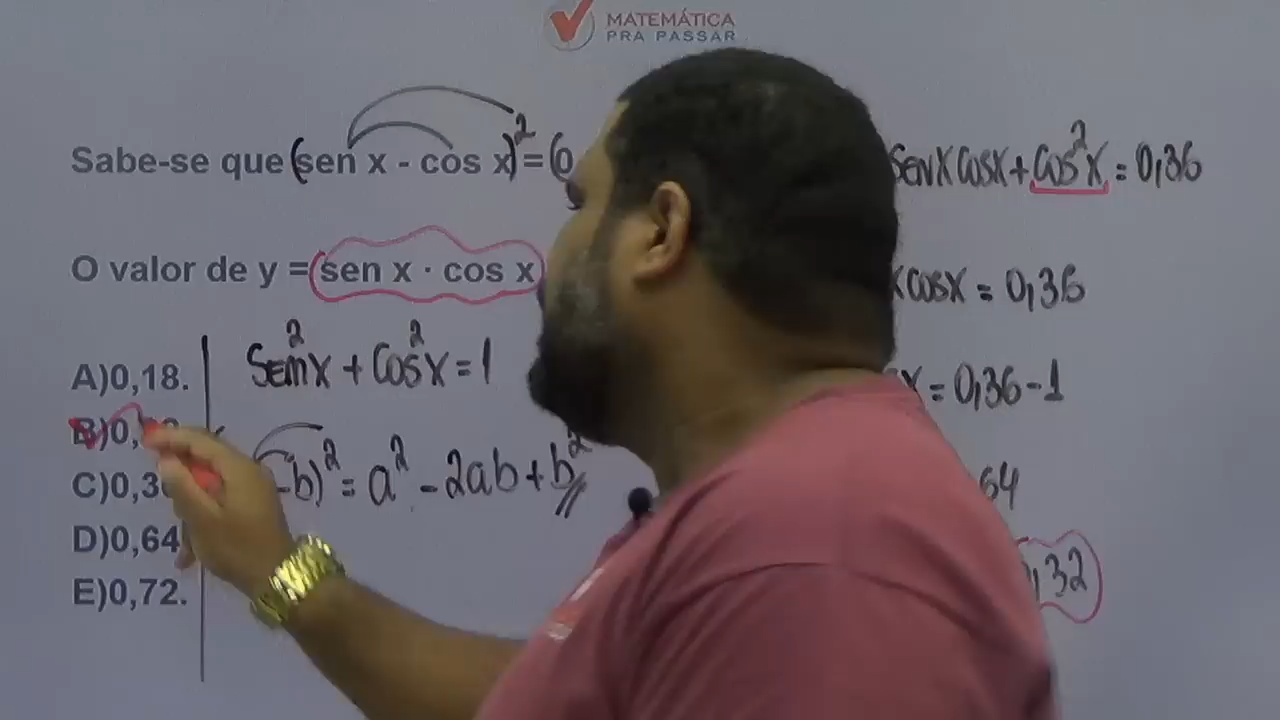 MATEMÁTICA
PRA PASSAR
Sabe-se que (sen x - cos x)² = (0
senx cosx + cos²x = 0,36
O valor de y = sen x · cos x
x cosx = 0,36
sen²x + cos²x = 1
A)0,18.
x = 0,36 - 1
B)0,
b)² = a² - 2ab + b²
C)0,3
64
D)0,64
,32
E)0,72.